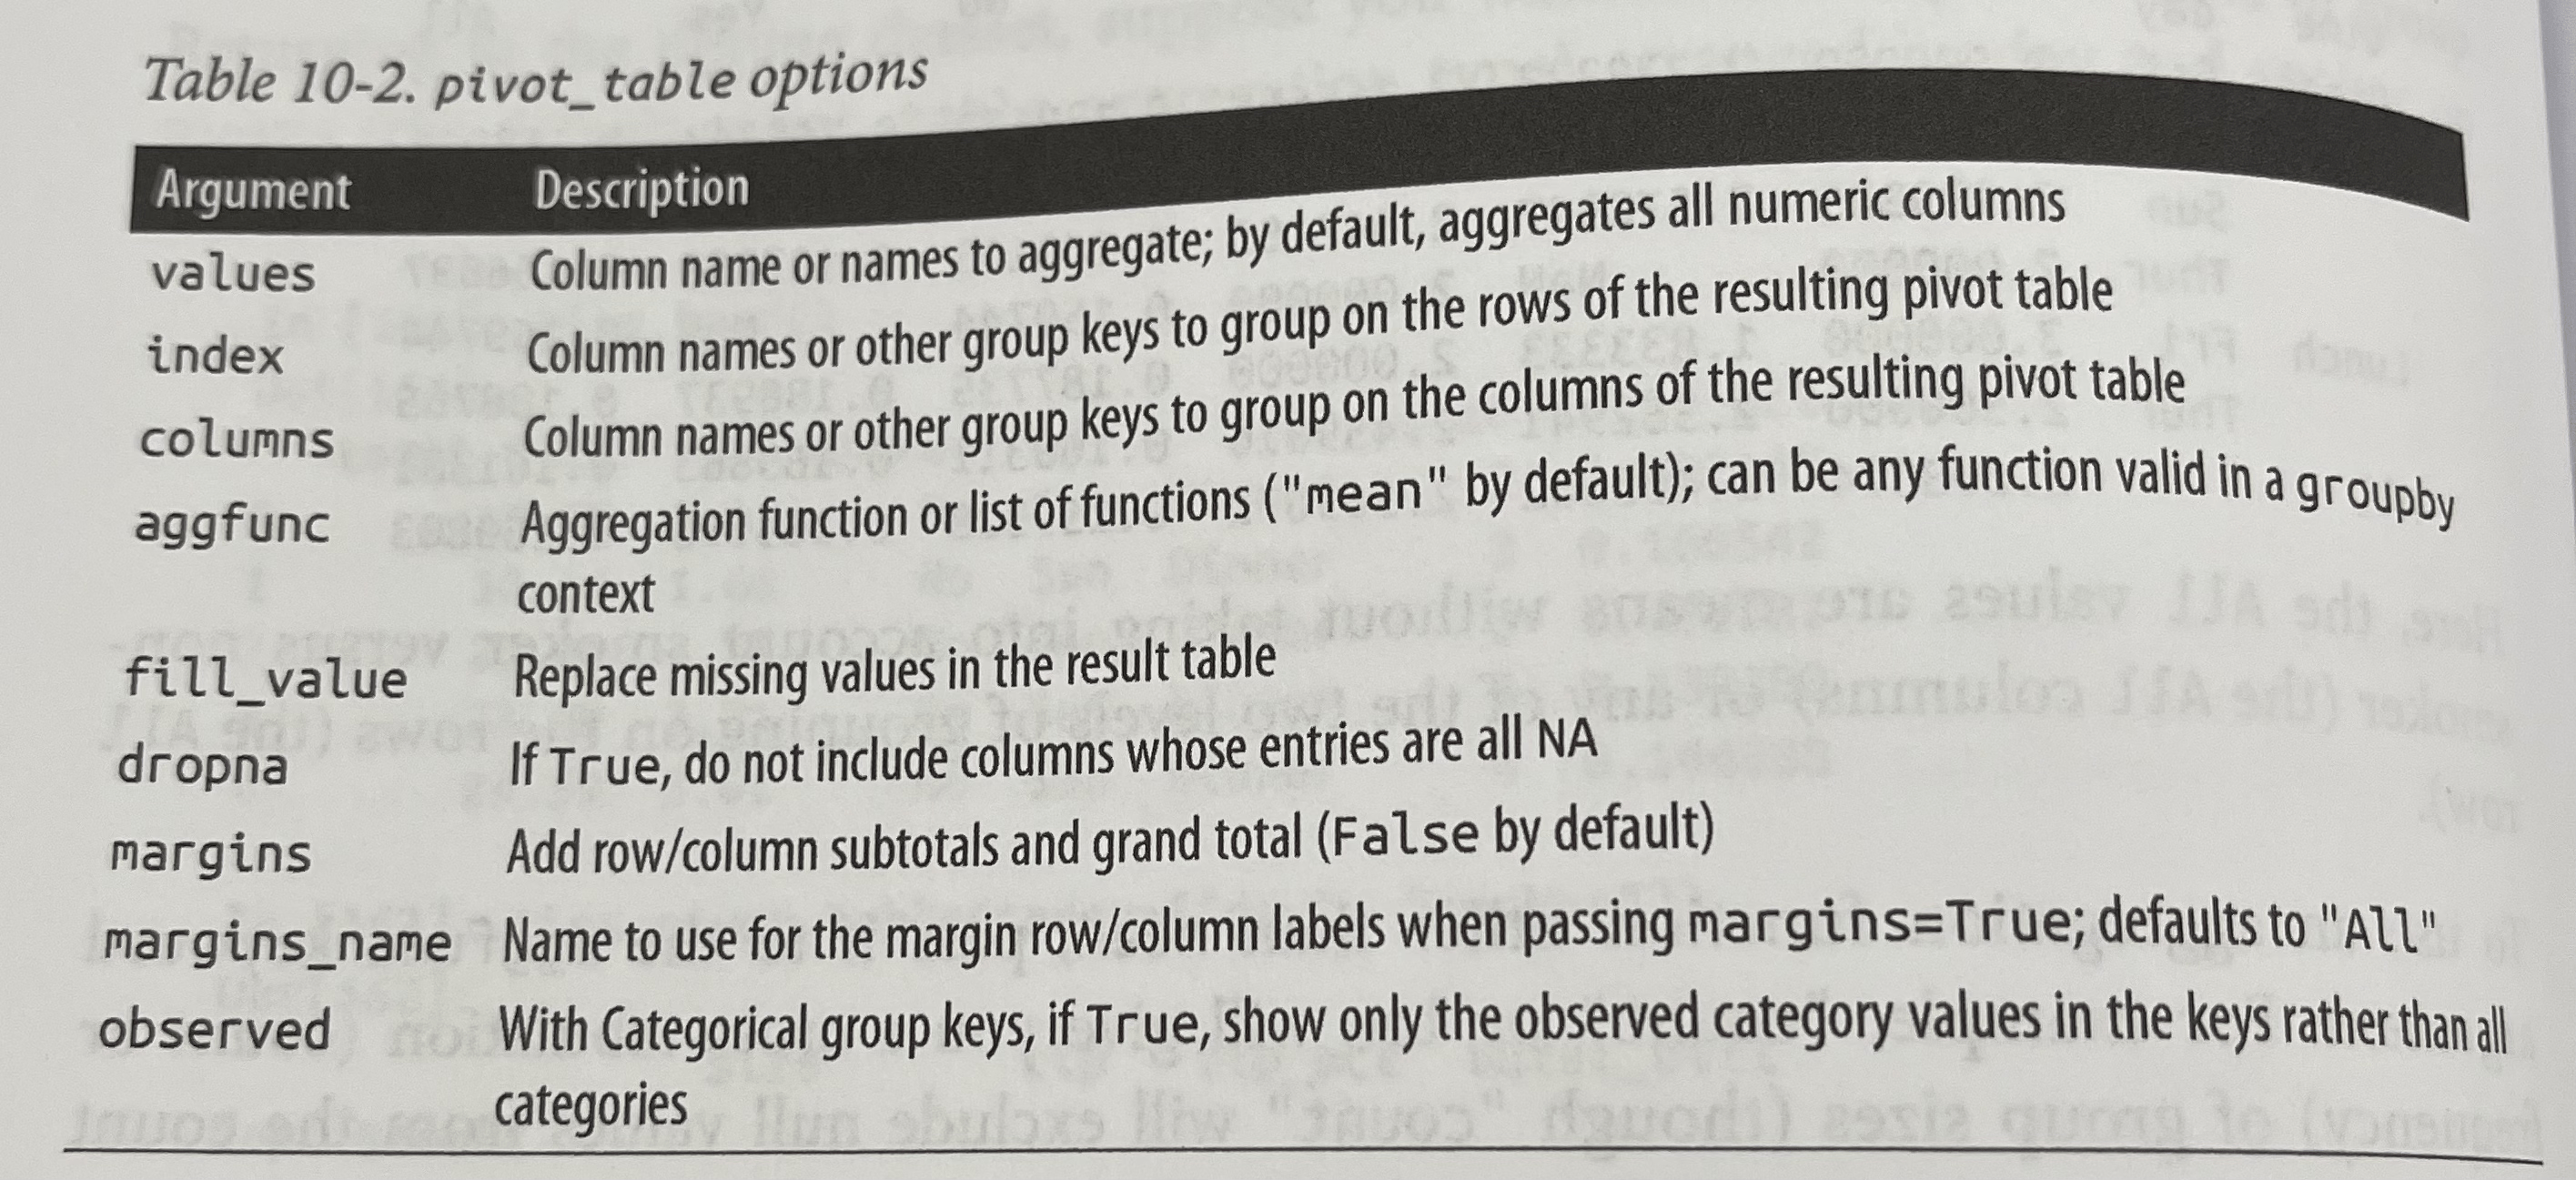 Table 10-2. pivot_table options
Argument Description
values Column name or names to aggregate; by default, aggregates all numeric columns
index Column names or other group keys to group on the rows of the resulting pivot table
columns Column names or other group keys to group on the columns of the resulting pivot table
aggfunc Aggregation function or list of functions ("mean" by default); can be any function valid in a groupby
context
fill_value Replace missing values in the result table
dropna If True, do not include columns whose entries are all NA
margins Add row/column subtotals and grand total (False by default)
margins_name Name to use for the margin row/column labels when passing margins=True; defaults to "All"
observed With Categorical group keys, if True, show only the observed category values in the keys rather than all
categories